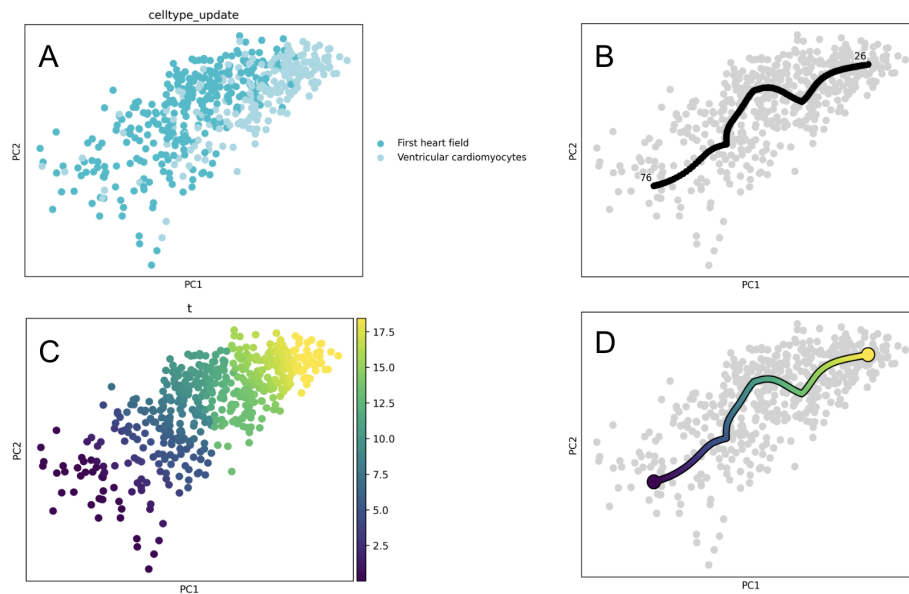 celltype_update
A
PC2
PC1
First heart field
Ventricular cardiomyocytes
B
26
76
PC2
PC1
t
C
PC2
PC1
17.5
15.0
12.5
10.0
7.5
5.0
2.5
D
PC2
PC1